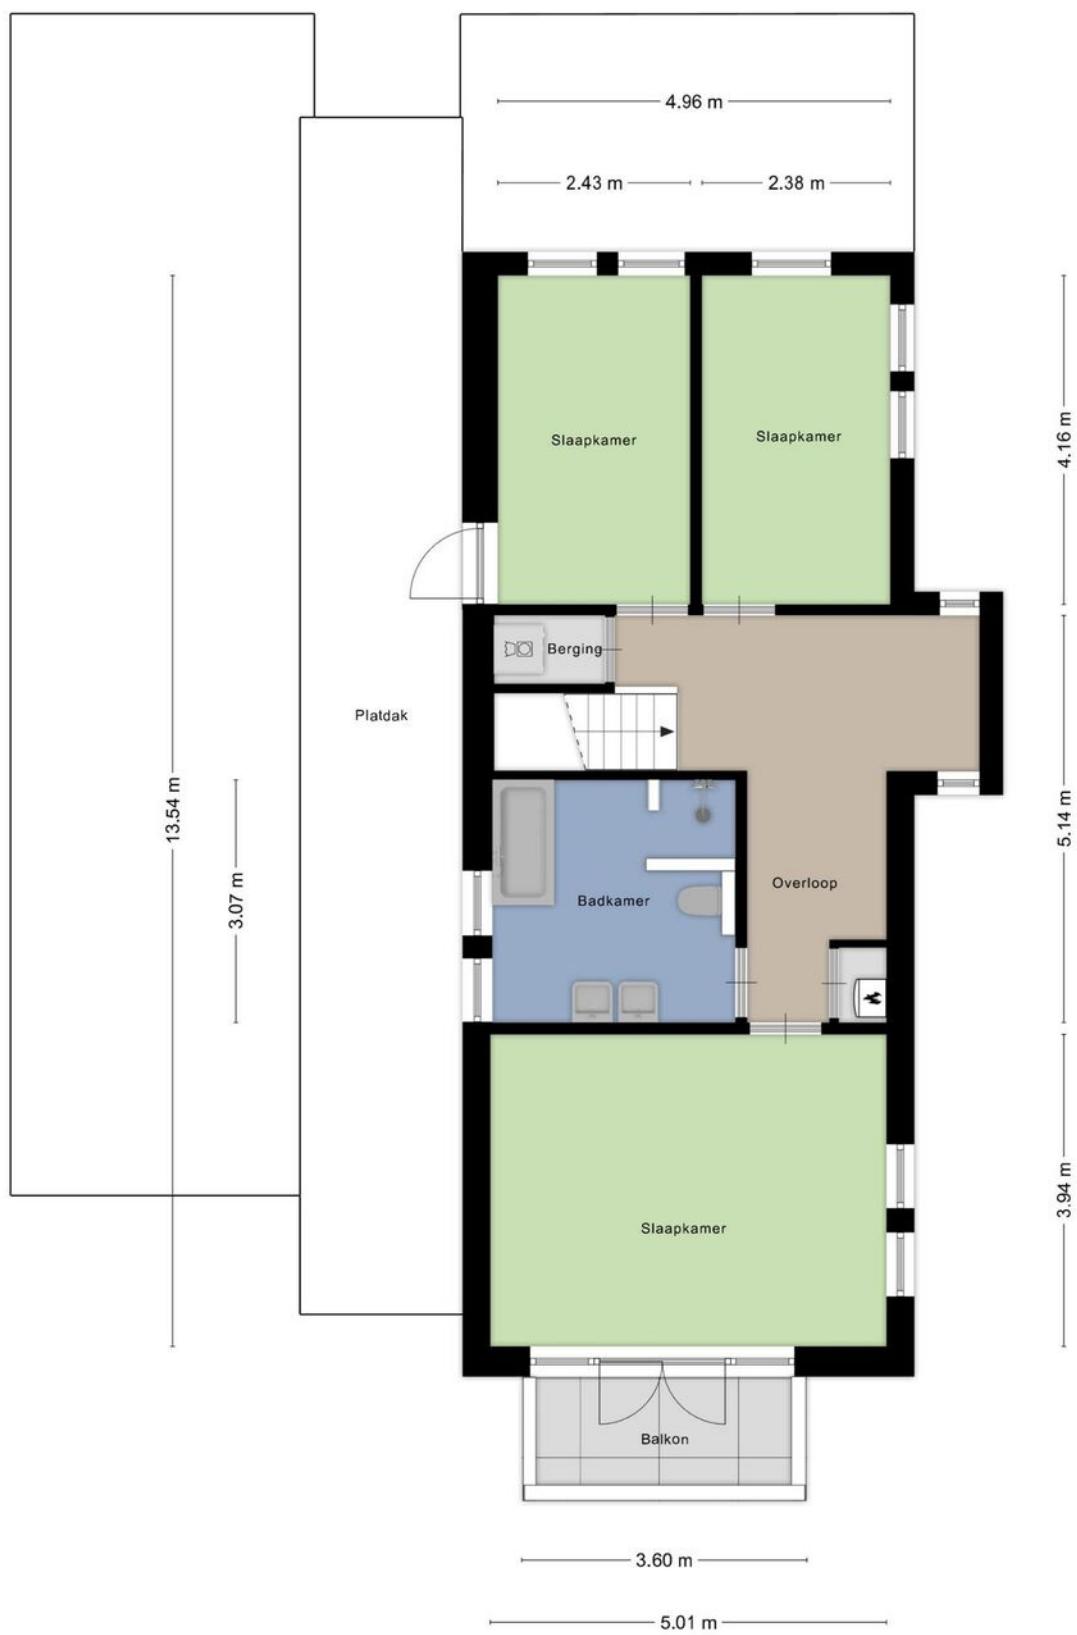 4.96 m
2.43 m
2.38 m
Slaapkamer
Slaapkamer
4.16 m
Berging
Platdak
13.54 m
3.07 m
Badkamer
Overloop
5.14 m
Slaapkamer
3.94 m
Balkon
3.60 m
5.01 m